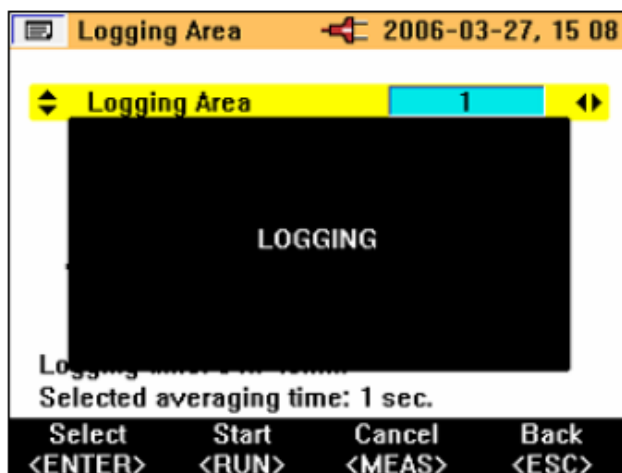 Logging Area 2006-03-27, 15 08
Logging Area 1
LOGGING
Selected averaging time: 1 sec.
Select Start Cancel Back
<ENTER> <RUN> <MEAS> <ESC>